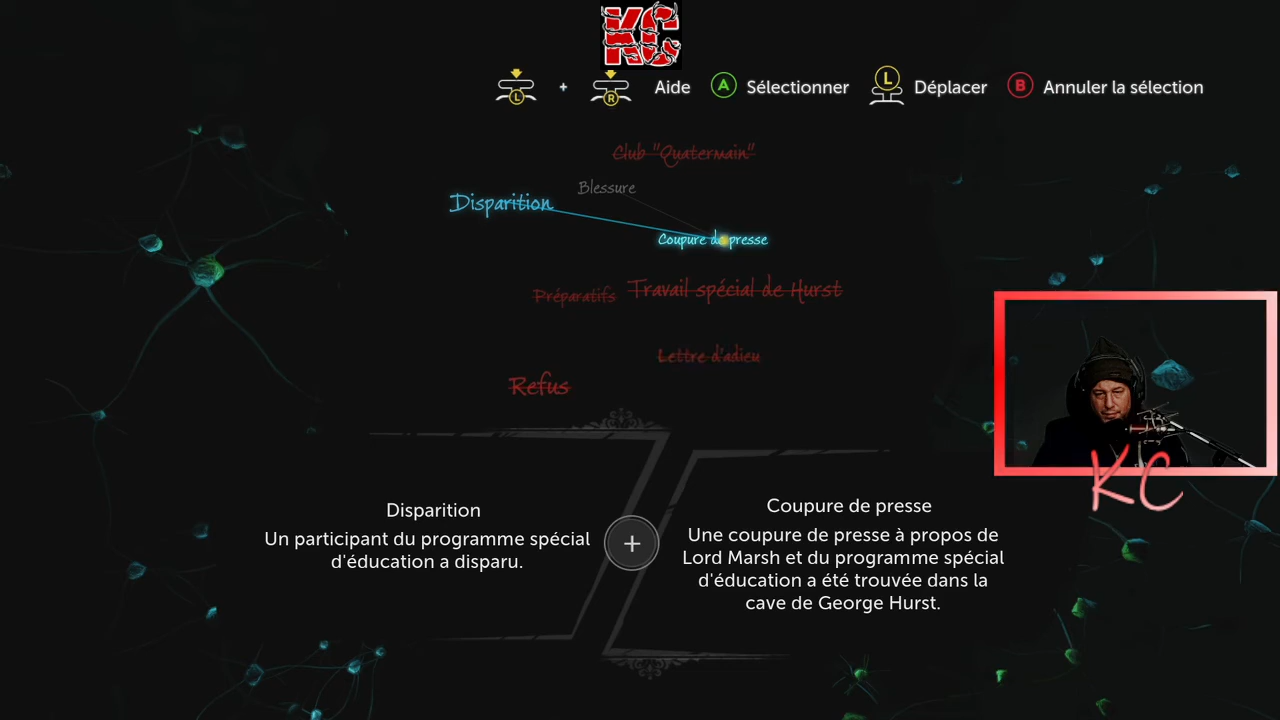 KC
L + R Aide A Sélectionner L Déplacer B Annuler la sélection
Club "Quatermain"
Blessure
Disparition
Coupure de presse
Travail spécial de Hurst
Préparatifs
Lettre d'adieu
Refus
KC
Disparition
Un participant du programme spécial
d'éducation a disparu.
+
Coupure de presse
Une coupure de presse à propos de
Lord Marsh et du programme spécial
d'éducation a été trouvée dans la
cave de George Hurst.